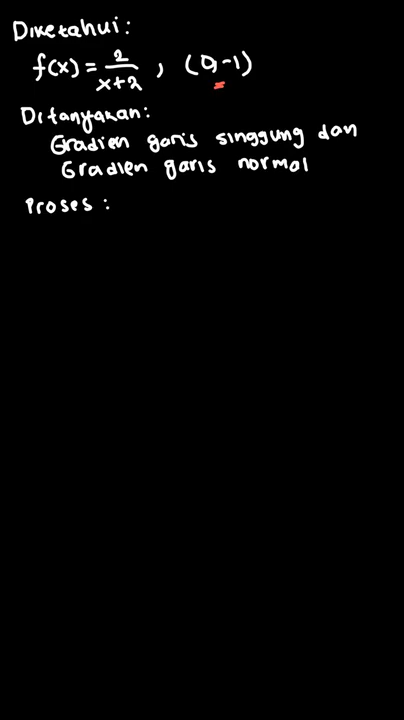 Diketahui:
f(x) = 2/(x+2) , (0,-1)
Ditanyakan:
Gradien garis singgung dan
Gradien garis normal
Proses :